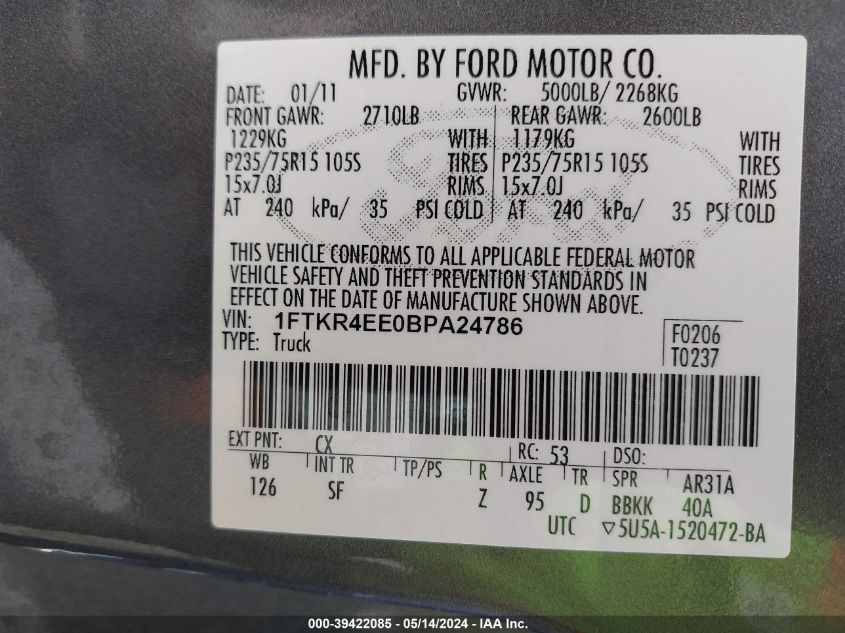 MFD. BY FORD MOTOR CO.
DATE: 01/11 GVWR: 5000LB/ 2268KG
FRONT GAWR: 2710LB REAR GAWR: 2600LB
1229KG WITH 1179KG WITH
P235/75R15 105S TIRES P235/75R15 105S TIRES
15x7.0J RIMS 15x7.0J RIMS
AT 240 kPa/ 35 PSI COLD AT 240 kPa/ 35 PSI COLD
Ford
THIS VEHICLE CONFORMS TO ALL APPLICABLE FEDERAL MOTOR
VEHICLE SAFETY AND THEFT PREVENTION STANDARDS IN
EFFECT ON THE DATE OF MANUFACTURE SHOWN ABOVE.
VIN: 1FTKR4EE0BPA24786 F0206
TYPE: Truck T0237
EXT PNT: CX RC: 53 DSO:
WB INT TR TP/PS R AXLE TR SPR AR31A
126 SF Z 95 D BBKK 40A
UTC ▽5U5A-1520472-BA
000-39422085 - 05/14/2024 - IAA Inc.